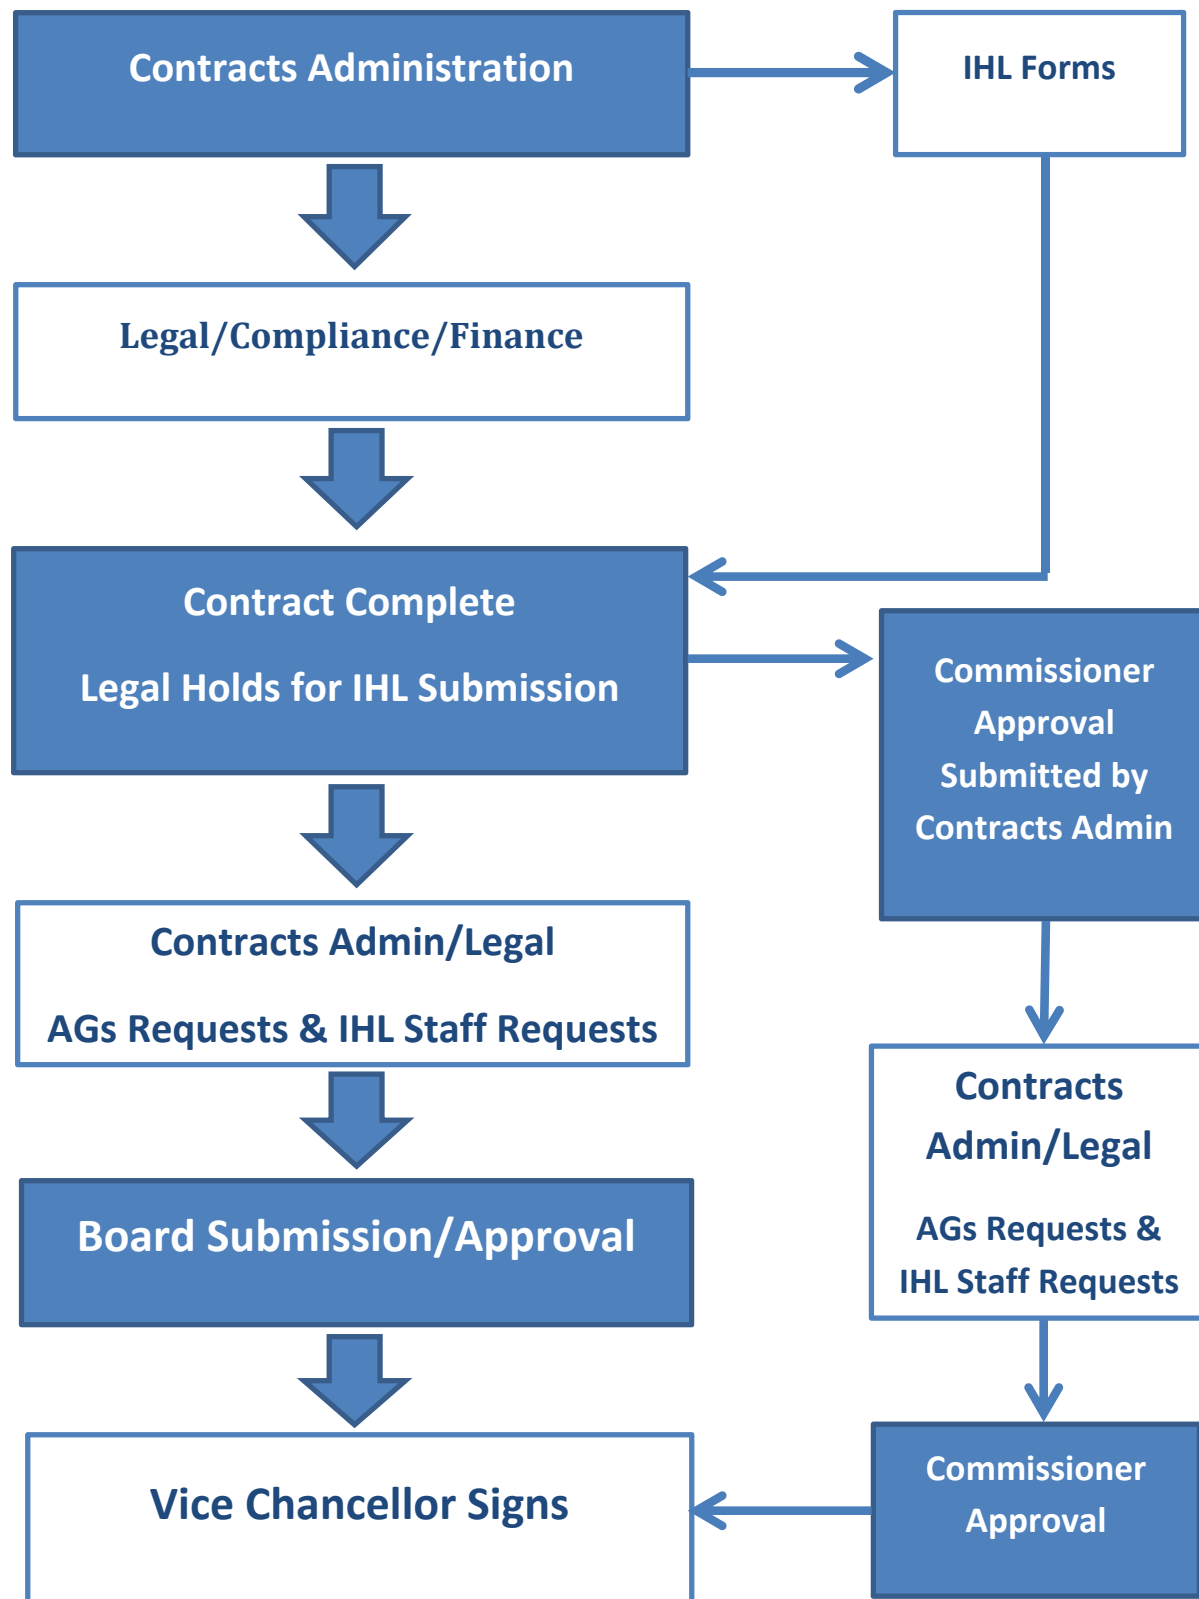 Contracts Administration
IHL Forms
Legal/Compliance/Finance
Contract Complete
Legal Holds for IHL Submission
Commissioner
Approval
Submitted by
Contracts Admin
Contracts Admin/Legal
AGs Requests & IHL Staff Requests
Contracts
Admin/Legal
AGs Requests &
IHL Staff Requests
Board Submission/Approval
Commissioner
Approval
Vice Chancellor Signs